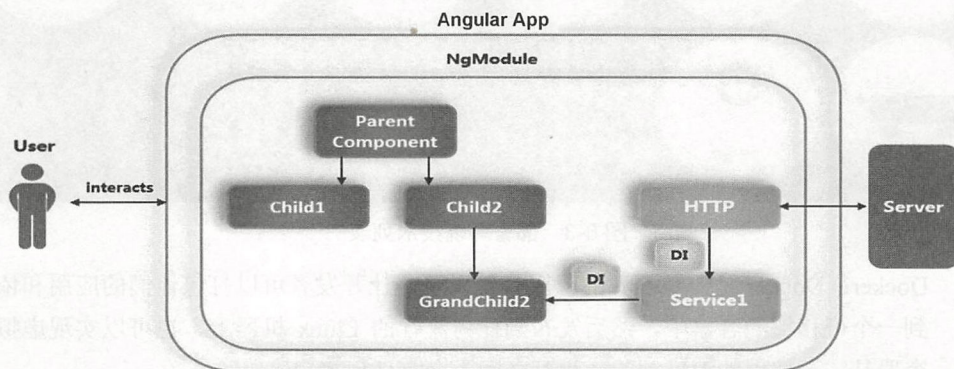 Angular App
NgModule
Parent
Component
User
interacts
Child1
Child2
HTTP
Server
DI
DI
GrandChild2
Service1